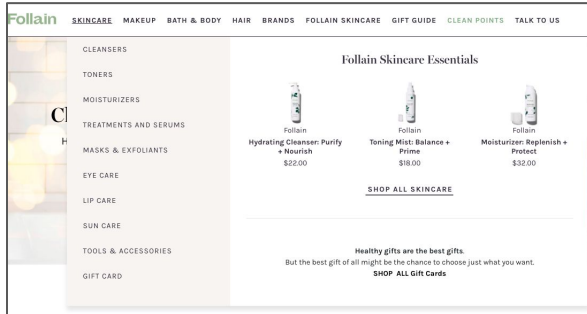 Follain SKINCARE MAKEUP BATH & BODY HAIR BRANDS FOLLAIN SKINCARE GIFT GUIDE CLEAN POINTS TALK TO US
CLEANSERS
TONERS
MOISTURIZERS
TREATMENTS AND SERUMS
MASKS & EXFOLIANTS
EYE CARE
LIP CARE
SUN CARE
TOOLS & ACCESSORIES
GIFT CARD
Follain Skincare Essentials
Follain
Hydrating Cleanser: Purify
+ Nourish
$22.00
Follain
Toning Mist: Balance +
Prime
$18.00
Follain
Moisturizer: Replenish +
Protect
$32.00
SHOP ALL SKINCARE
Healthy gifts are the best gifts.
But the best gift of all might be the chance to choose just what you want.
SHOP ALL Gift Cards